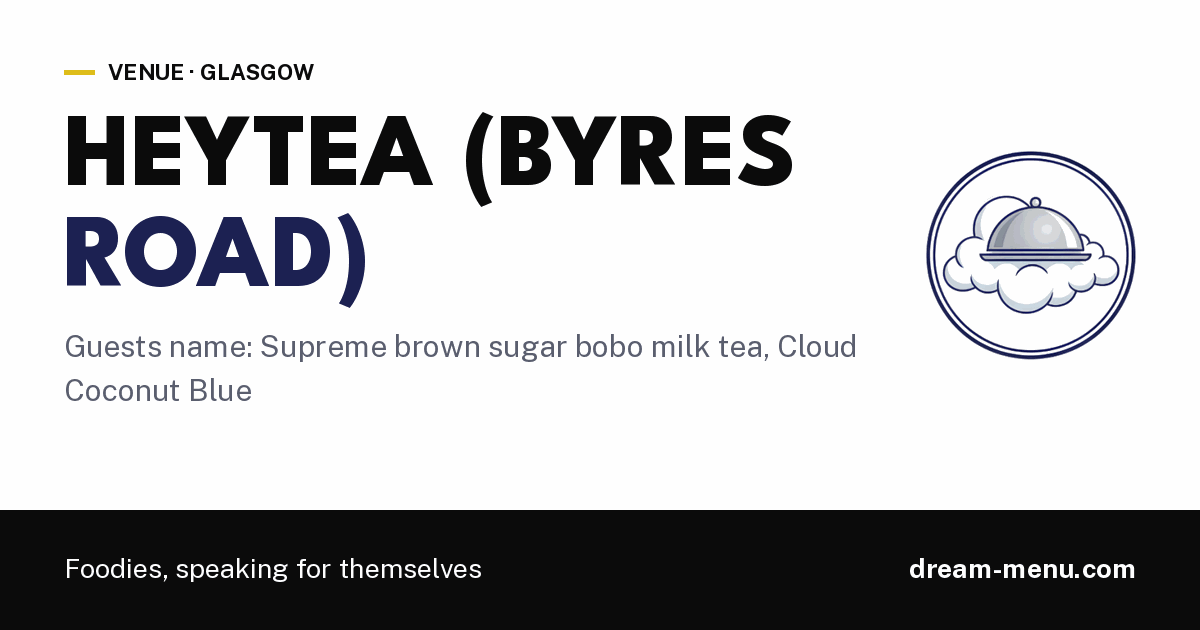 VENUE · GLASGOW
HEYTEA (BYRES
ROAD)
Guests name: Supreme brown sugar bobo milk tea, Cloud
Coconut Blue
Foodies, speaking for themselves
dream-menu.com